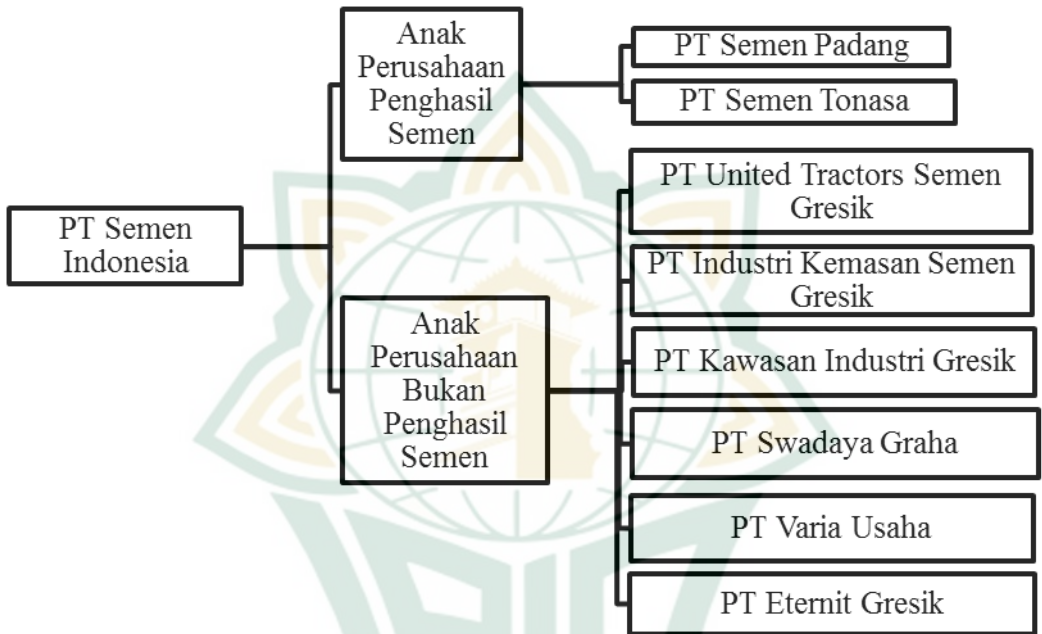 PT Semen
Indonesia
Anak
Perusahaan
Penghasil
Semen
PT Semen Padang
PT Semen Tonasa
Anak
Perusahaan
Bukan
Penghasil
Semen
PT United Tractors Semen
Gresik
PT Industri Kemasan Semen
Gresik
PT Kawasan Industri Gresik
PT Swadaya Graha
PT Varia Usaha
PT Eternit Gresik